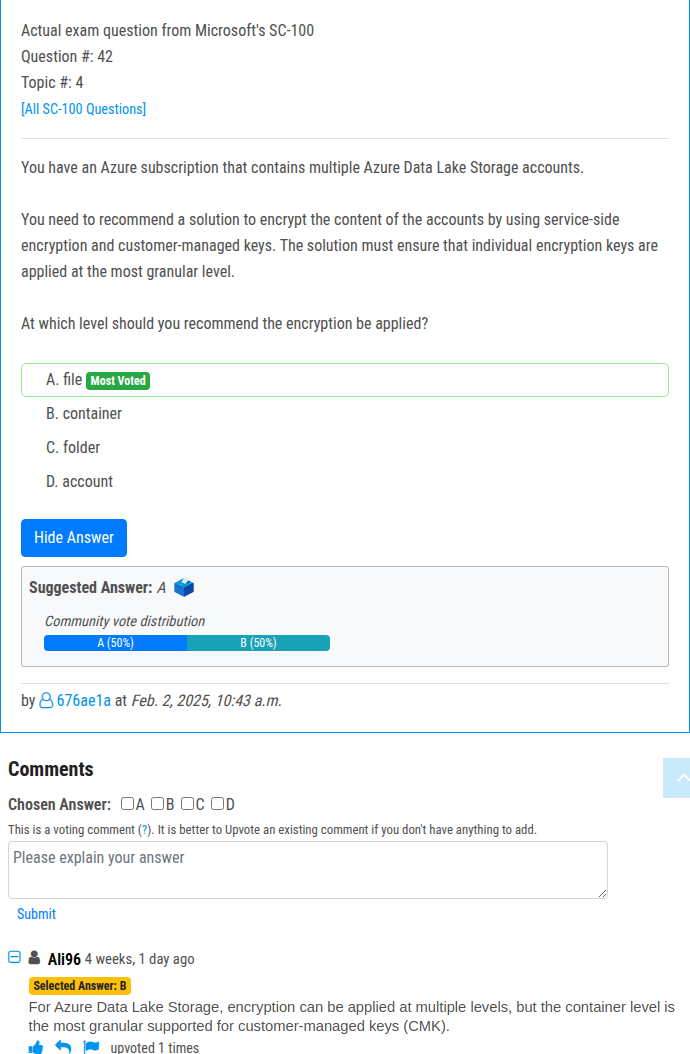 Actual exam question from Microsoft's SC-100
Question #: 42
Topic #: 4
[All SC-100 Questions]
You have an Azure subscription that contains multiple Azure Data Lake Storage accounts.
You need to recommend a solution to encrypt the content of the accounts by using service-side
encryption and customer-managed keys. The solution must ensure that individual encryption keys are
applied at the most granular level.
At which level should you recommend the encryption be applied?
A. file Most Voted
B. container
C. folder
D. account
Hide Answer
Suggested Answer: A
Community vote distribution
A (50%) B (50%)
by 676ae1a at Feb. 2, 2025, 10:43 a.m.
Comments
Chosen Answer: A B C D
This is a voting comment (?). It is better to Upvote an existing comment if you don't have anything to add.
Please explain your answer
Submit
Ali96 4 weeks, 1 day ago
Selected Answer: B
For Azure Data Lake Storage, encryption can be applied at multiple levels, but the container level is
the most granular supported for customer-managed keys (CMK).
upvoted 1 times